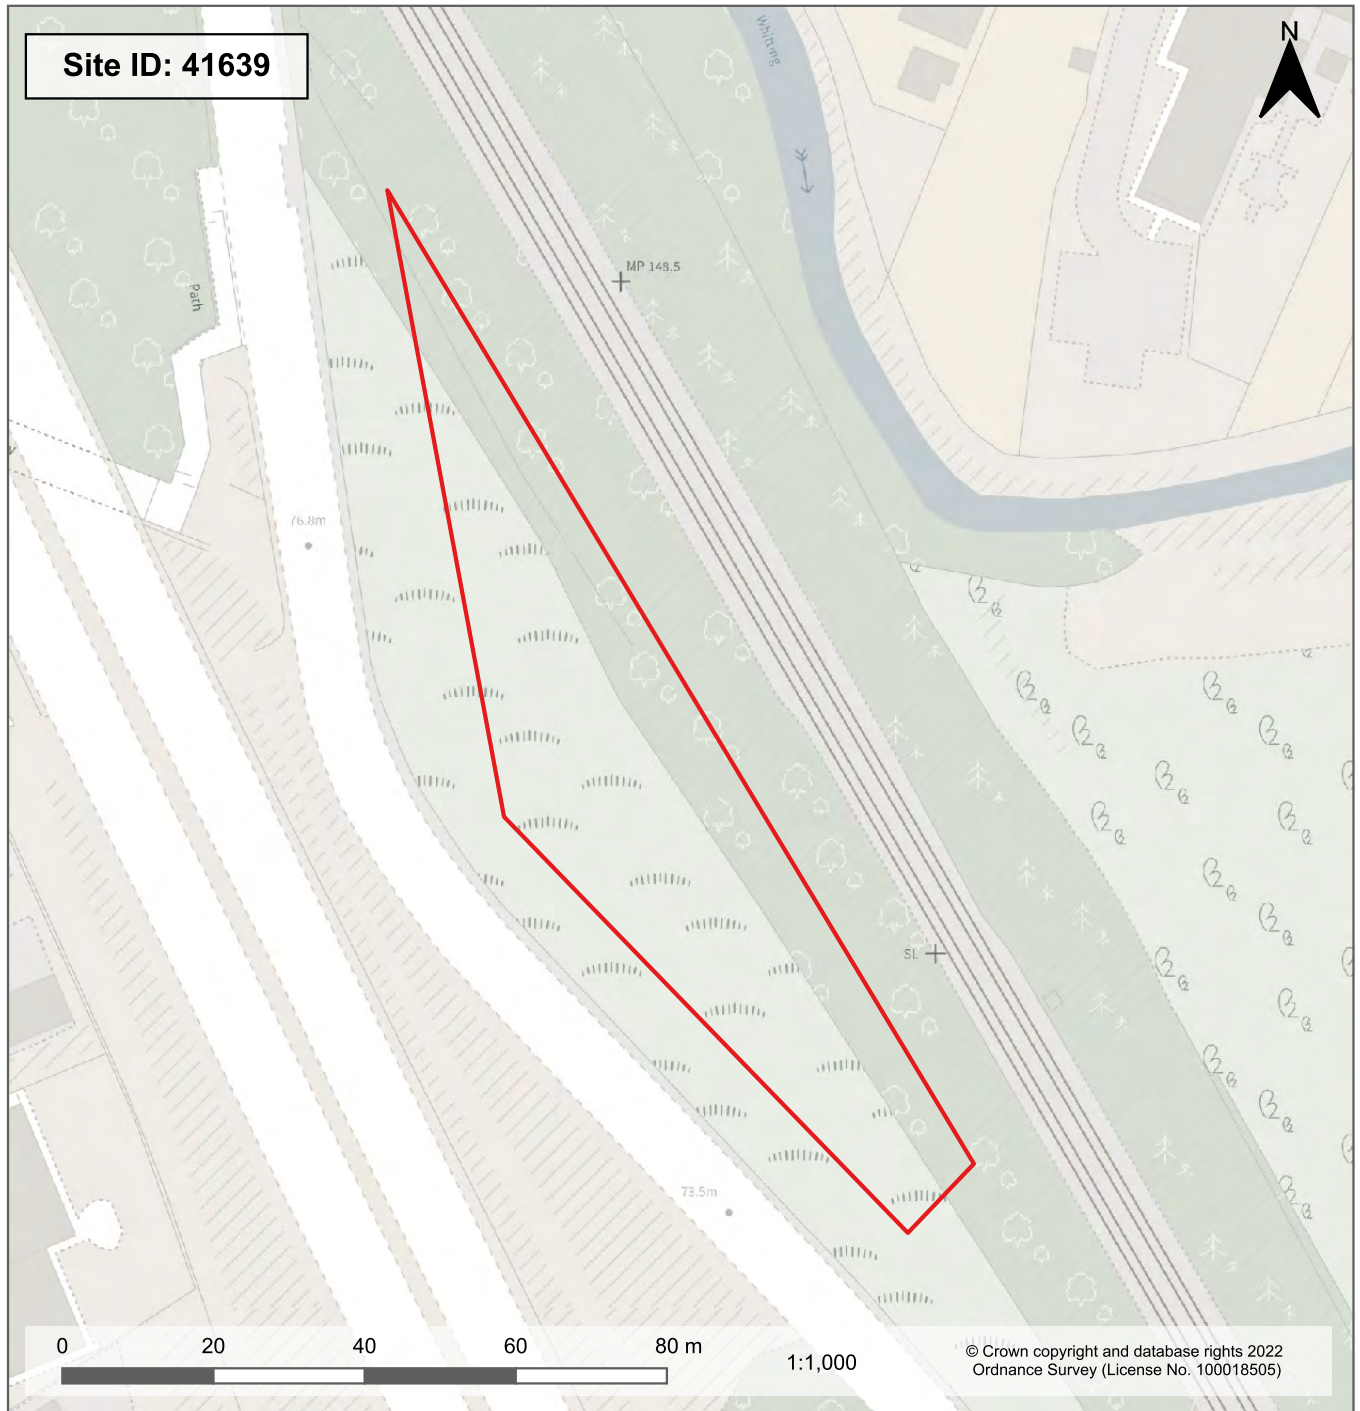 Site ID: 41639
N
Whitting
MP 148.5
Path
76.8m
SL
73.5m
0 20 40 60 80 m
1:1,000
© Crown copyright and database rights 2022
Ordnance Survey (License No. 100018505)